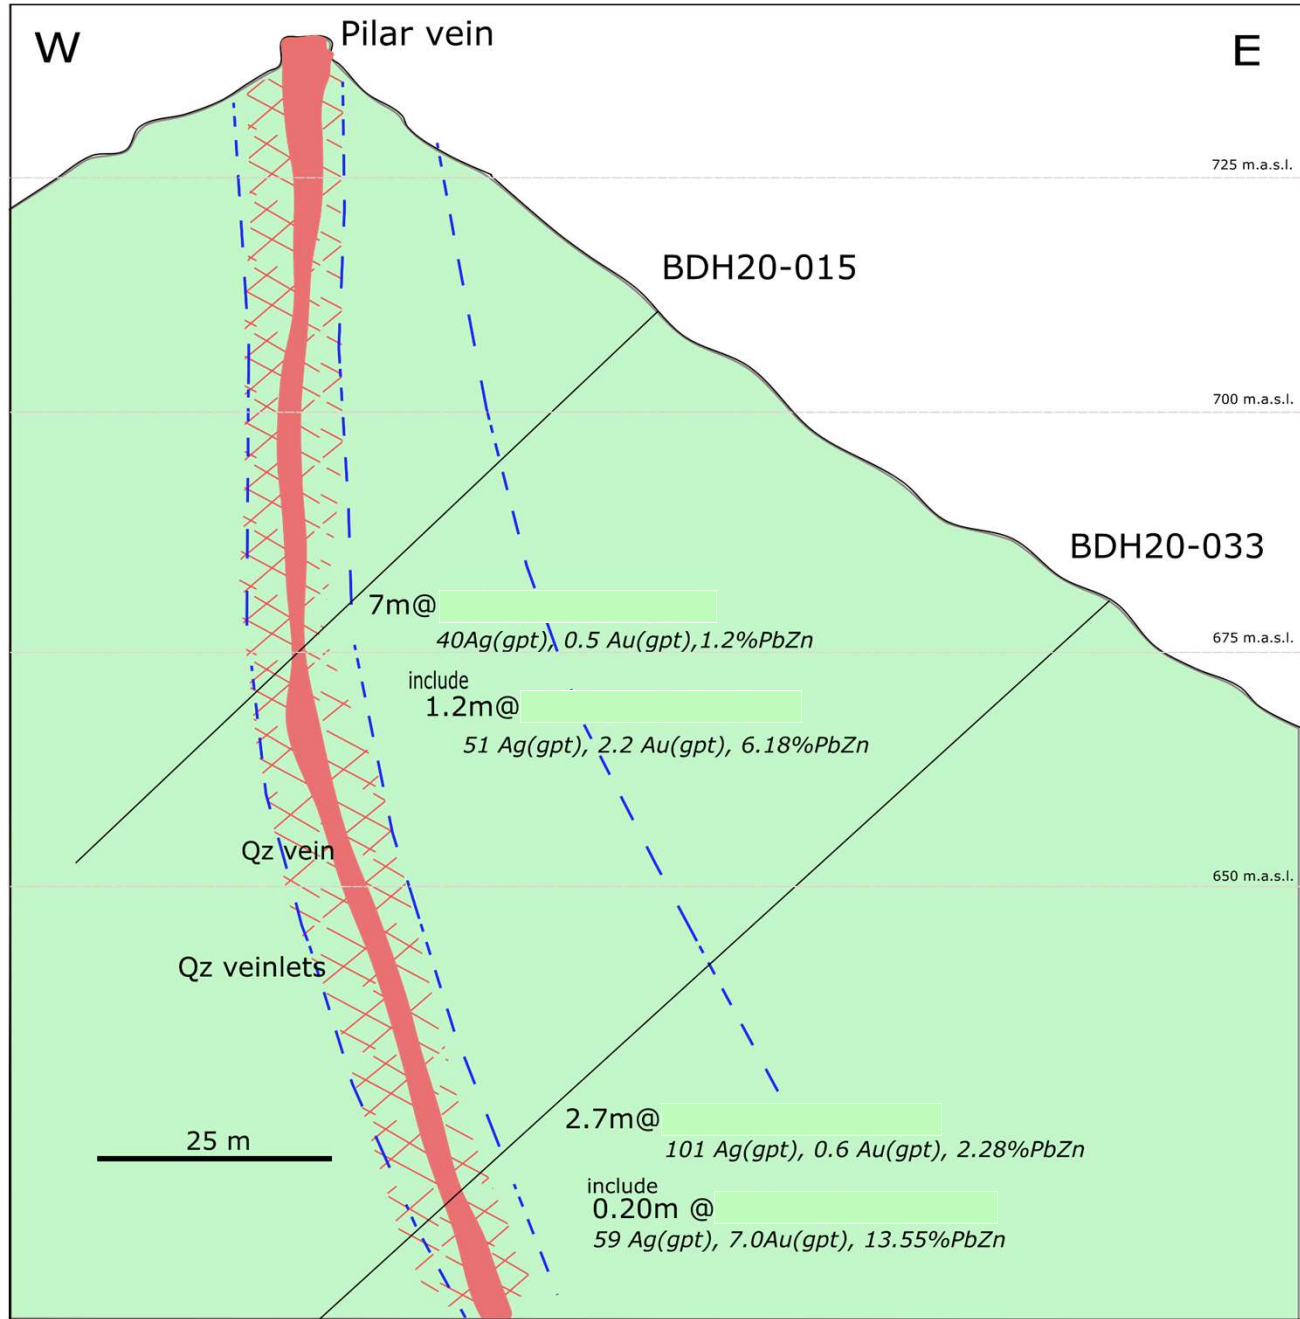 W
Pilar vein
E
725 m.a.s.l.
BDH20-015
700 m.a.s.l.
BDH20-033
7m@
40Ag(gpt), 0.5 Au(gpt),1.2%PbZn
675 m.a.s.l.
include
1.2m@
51 Ag(gpt), 2.2 Au(gpt), 6.18%PbZn
Qz vein
650 m.a.s.l.
Qz veinlets
2.7m@
25 m
101 Ag(gpt), 0.6 Au(gpt), 2.28%PbZn
include
0.20m @
59 Ag(gpt), 7.0Au(gpt), 13.55%PbZn